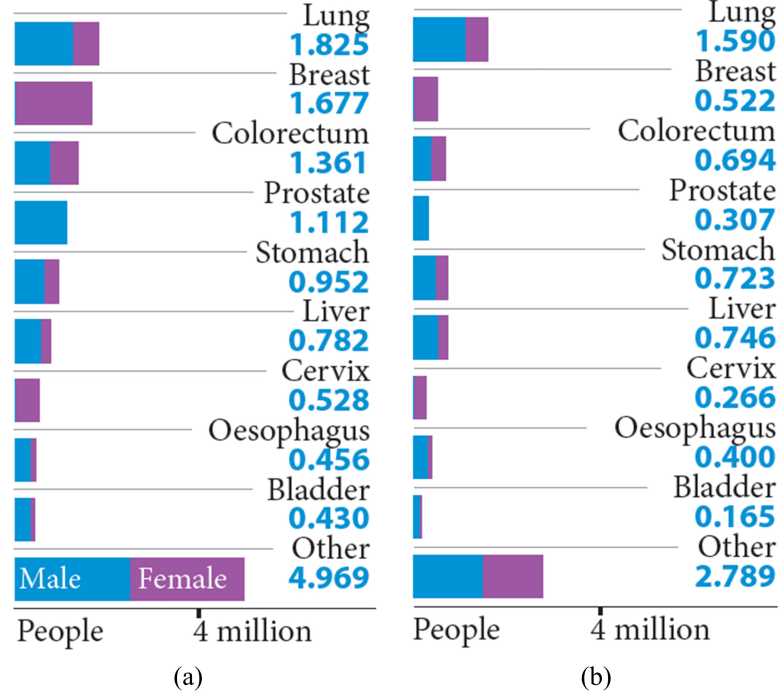 Lung
1.825
Breast
1.677
Colorectum
1.361
Prostate
1.112
Stomach
0.952
Liver
0.782
Cervix
0.528
Oesophagus
0.456
Bladder
0.430
Other
Male Female 4.969
People 4 million
(a)
Lung
1.590
Breast
0.522
Colorectum
0.694
Prostate
0.307
Stomach
0.723
Liver
0.746
Cervix
0.266
Oesophagus
0.400
Bladder
0.165
Other
2.789
People 4 million
(b)